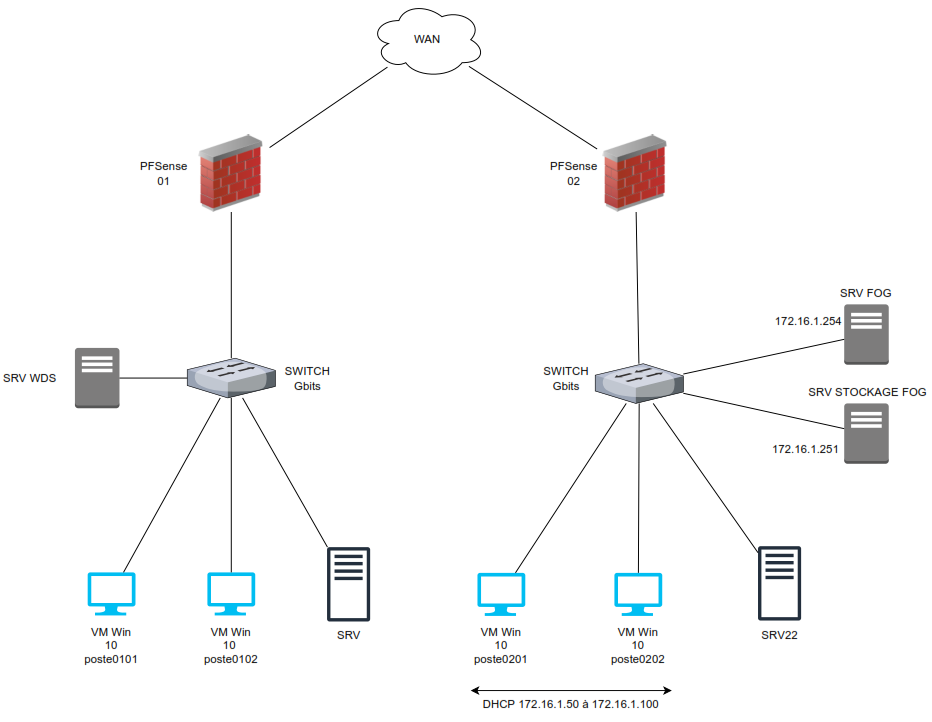 WAN
PFSense
01
PFSense
02
SRV FOG
172.16.1.254
SRV WDS
SWITCH
Gbits
SWITCH
Gbits
SRV STOCKAGE FOG
172.16.1.251
VM Win
10
poste0101
VM Win
10
poste0102
SRV
VM Win
10
poste0201
VM Win
10
poste0202
SRV22
DHCP 172.16.1.50 à 172.16.1.100